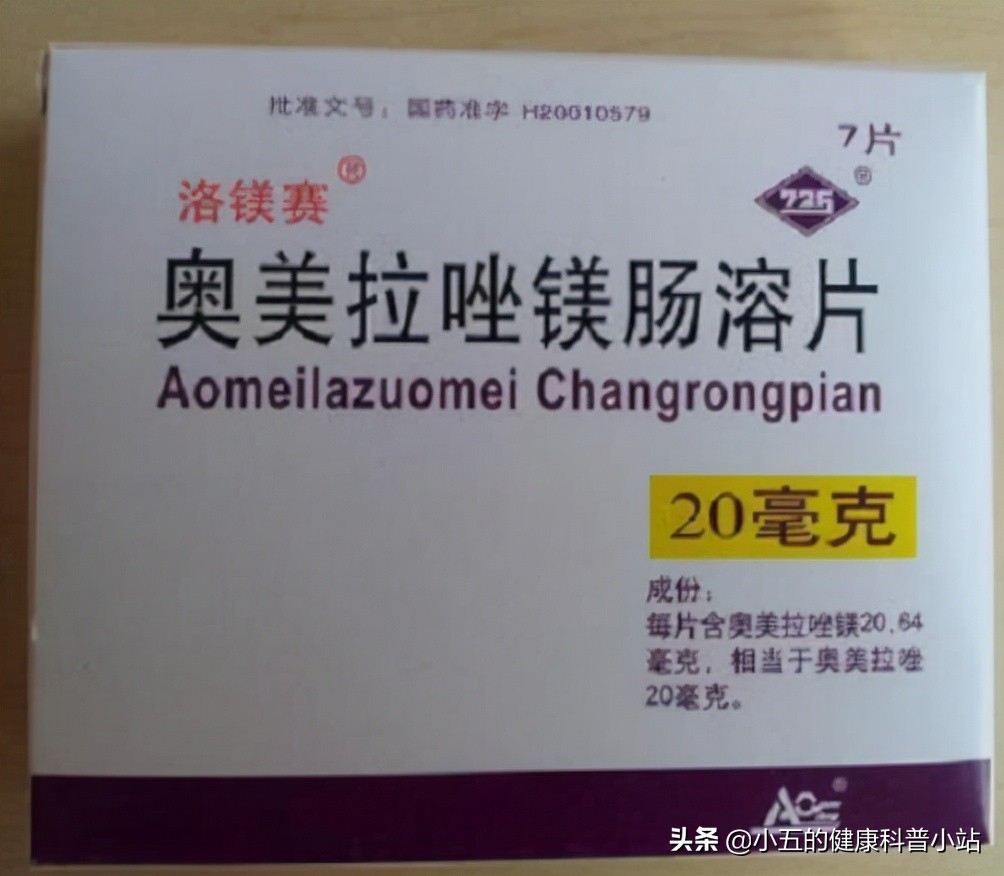 批准文号：国药准字 H20010579
7片
洛镁赛®
725®
奥美拉唑镁肠溶片
Aomeilazuomei Changrongpian
20毫克
成份：
每片含奥美拉唑镁20.64
毫克，相当于奥美拉唑
20毫克。
头条 @小五的健康科普小站